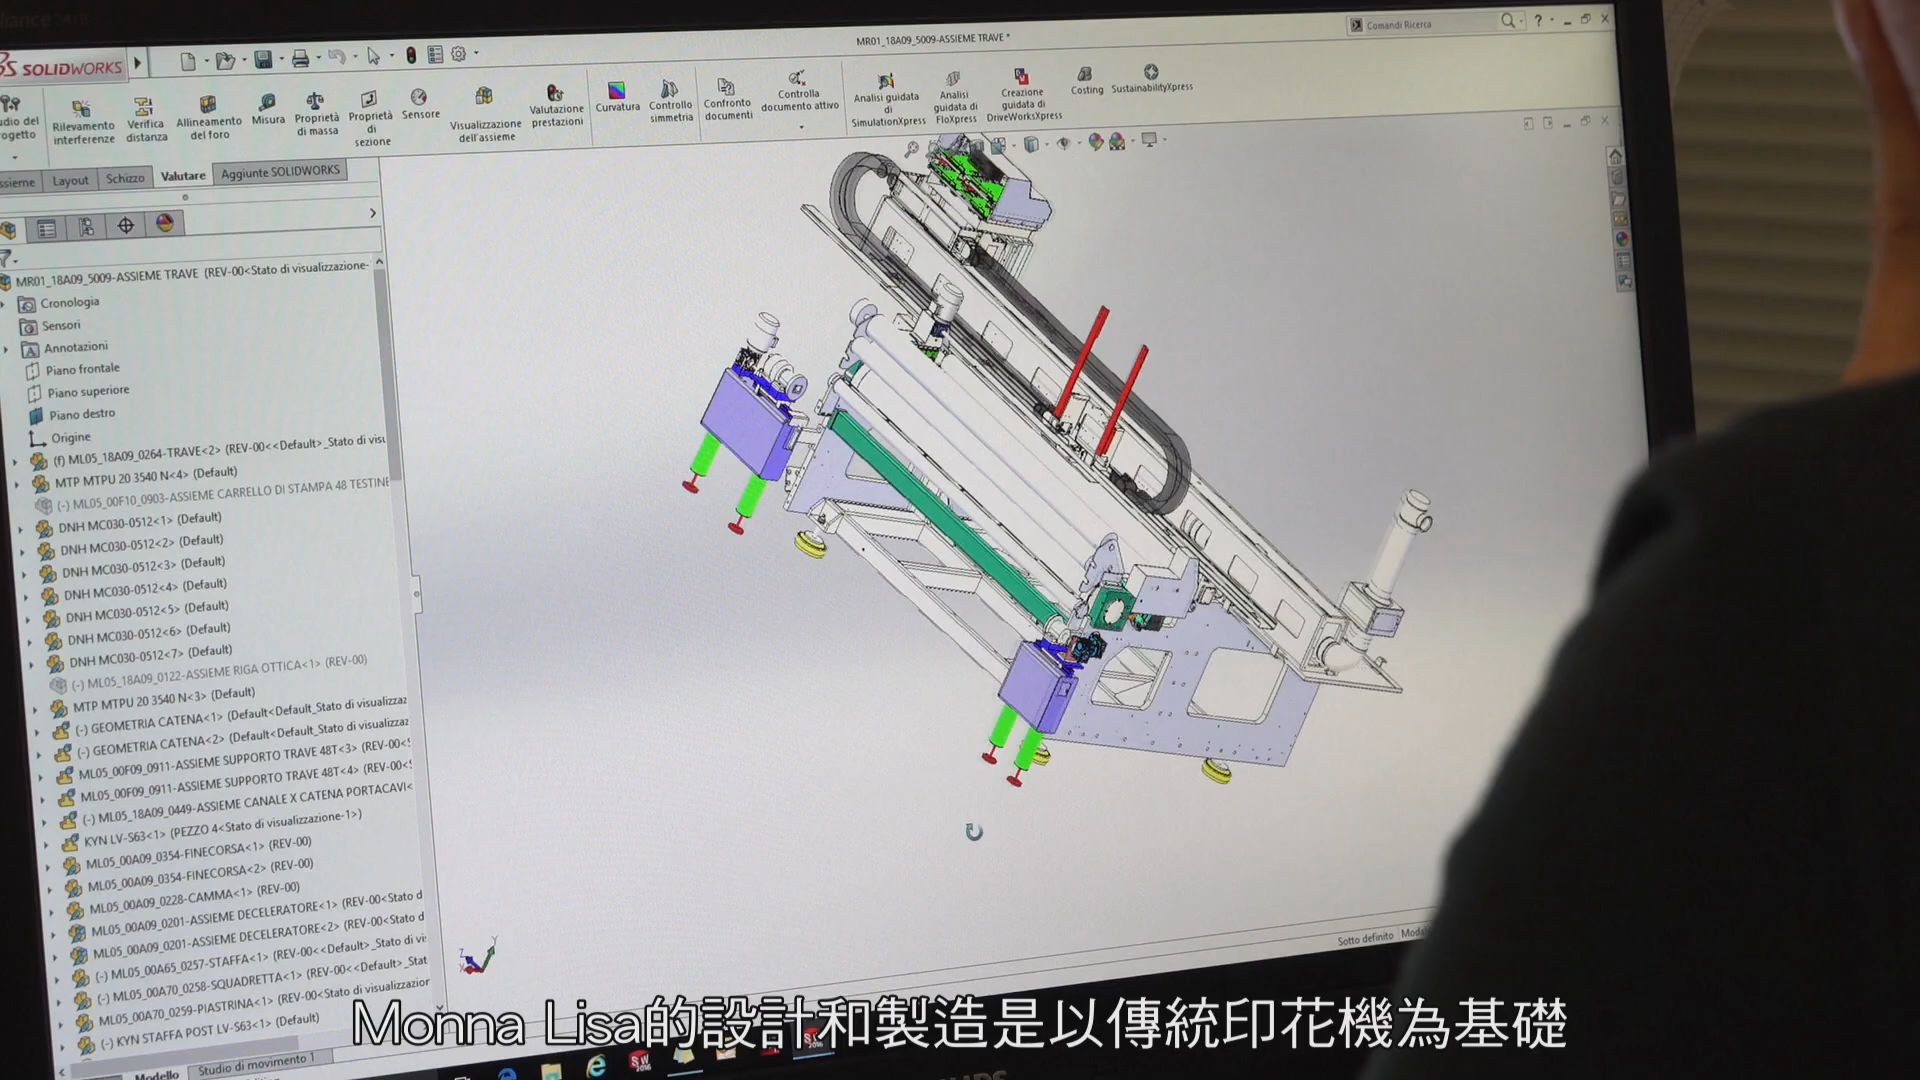 SOLIDWORKS
MR01_18A09_5009-ASSIEME TRAVE *
Comandi Ricerca
Rilevamento interferenze
Verifica distanza
Allineamento del foro
Misura
Proprietà di massa
Proprietà di sezione
Sensore
Visualizzazione dell'assieme
Valutazione prestazioni
Curvatura
Controllo simmetria
Confronto documenti
Controlla documento attivo
Analisi guidata di SimulationXpress
Analisi guidata di FloXpress
Creazione guidata di DriveWorksXpress
Costing
SustainabilityXpress
Layout
Schizzo
Valutare
Aggiunte SOLIDWORKS
MR01_18A09_5009-ASSIEME TRAVE (REV-00<Stato di visualizzazione-
Cronologia
Sensori
Annotazioni
Piano frontale
Piano superiore
Piano destro
Origine
(f) ML05_18A09_0264-TRAVE<2> (REV-00<<Default>_Stato di visu
MTP MTPU 20 3540 N<4> (Default)
(-) ML05_00F10_0903-ASSIEME CARRELLO DI STAMPA 48 TESTINE
DNH MC030-0512<1> (Default)
DNH MC030-0512<2> (Default)
DNH MC030-0512<3> (Default)
DNH MC030-0512<4> (Default)
DNH MC030-0512<5> (Default)
DNH MC030-0512<6> (Default)
DNH MC030-0512<7> (Default)
(-) ML05_18A09_0122-ASSIEME RIGA OTTICA<1> (REV-00)
MTP MTPU 20 3540 N<3> (Default)
(-) GEOMETRIA CATENA<1> (Default<Default_Stato di visualizzaz
(-) GEOMETRIA CATENA<2> (Default<Default_Stato di visualizzaz
ML05_00F09_0911-ASSIEME SUPPORTO TRAVE 48T<3> (REV-00<
ML05_00F09_0911-ASSIEME SUPPORTO TRAVE 48T<4> (REV-00<
(-) ML05_18A09_0449-ASSIEME CANALE X CATENA PORTACAVI<
KYN LV-S63<1> (PEZZO 4<Stato di visualizzazione-1>)
ML05_00A09_0354-FINECORSA<1> (REV-00)
ML05_00A09_0354-FINECORSA<2> (REV-00)
ML05_00A09_0228-CAMMA<1> (REV-00)
ML05_00A09_0201-ASSIEME DECELERATORE<1> (REV-00<Stato d
ML05_00A09_0201-ASSIEME DECELERATORE<2> (REV-00<Stato d
(-) ML05_00A65_0257-STAFFA<1> (REV-00<<Default>_Stato di vi
(-) ML05_00A70_0258-SQUADRETTA<1> (REV-00<<Default>_Stat
ML05_00A70_0259-PIASTRINA<1> (REV-00<Stato di visualizzazion
(-) KYN STAFFA POST LV-S63<1> (Default)
Sotto definito
Modello
Studio di movimento 1
Monna Lisa的設計和製造是以傳統印花機為基礎